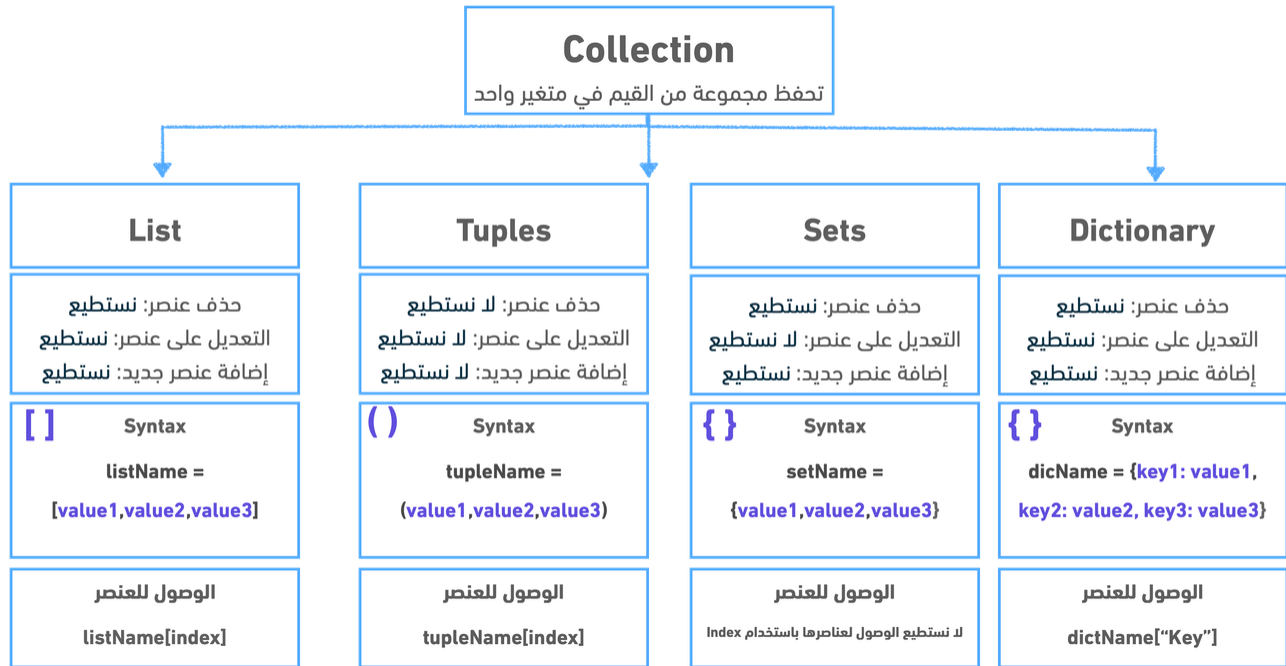 Collection
تحفظ مجموعة من القيم في متغير واحد
List
حذف عنصر: نستطيع
التعديل على عنصر: نستطيع
إضافة عنصر جديد: نستطيع
[ ]
Syntax
listName =
[value1,value2,value3]
الوصول للعنصر
listName[index]
Tuples
حذف عنصر: لا نستطيع
التعديل على عنصر: لا نستطيع
إضافة عنصر جديد: لا نستطيع
( )
Syntax
tupleName =
(value1,value2,value3)
الوصول للعنصر
tupleName[index]
Sets
حذف عنصر: نستطيع
التعديل على عنصر: لا نستطيع
إضافة عنصر جديد: نستطيع
{ }
Syntax
setName =
{value1,value2,value3}
الوصول للعنصر
لا نستطيع الوصول لعناصرها باستخدام Index
Dictionary
حذف عنصر: نستطيع
التعديل على عنصر: نستطيع
إضافة عنصر جديد: نستطيع
{ }
Syntax
dicName = {key1: value1,
key2: value2, key3: value3}
الوصول للعنصر
dictName[“Key”]